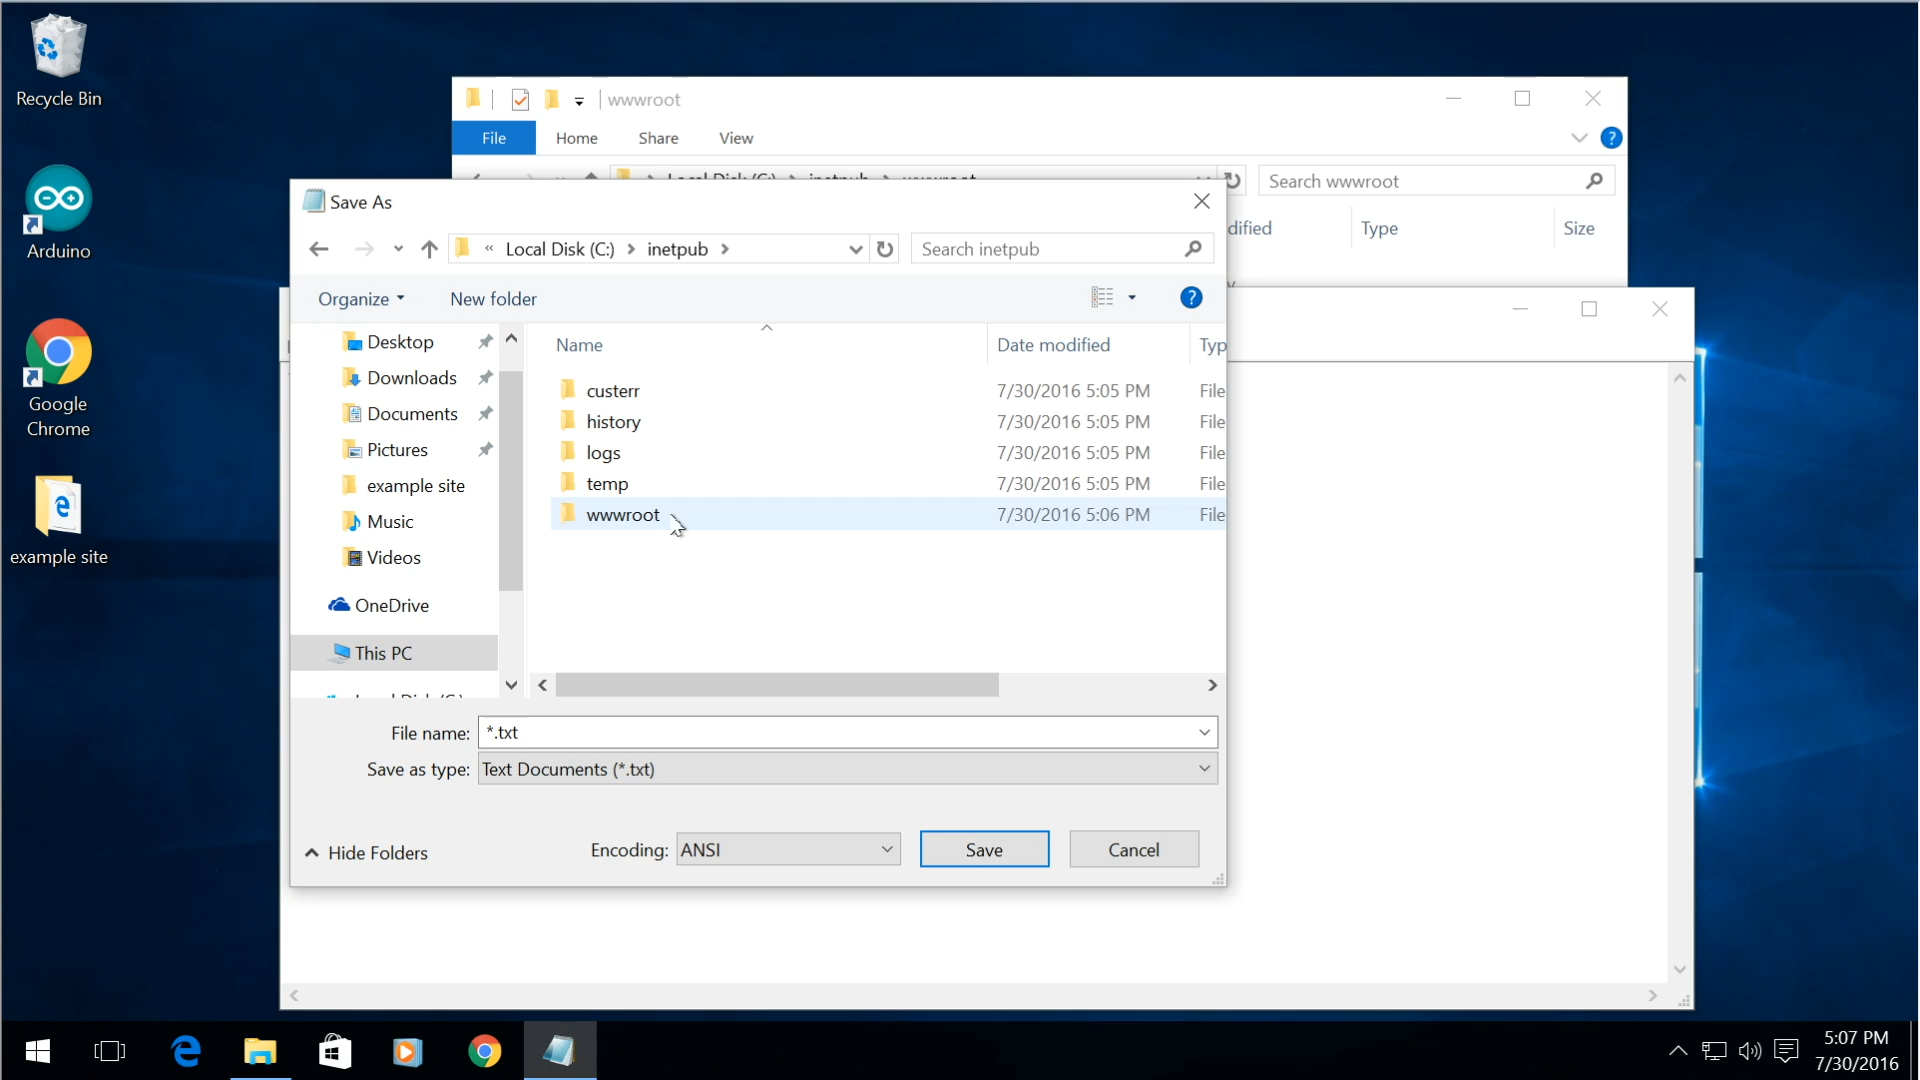 Recycle Bin
Arduino
Google
Chrome
example site
wwwroot
File Home Share View
Search wwwroot
Type Size
Save As
« Local Disk (C:) inetpub
Search inetpub
Organize New folder
Desktop
Downloads
Documents
Pictures
example site
Music
Videos
OneDrive
This PC
Name Date modified
custerr 7/30/2016 5:05 PM File
history 7/30/2016 5:05 PM File
logs 7/30/2016 5:05 PM File
temp 7/30/2016 5:05 PM File
wwwroot 7/30/2016 5:06 PM File
File name: *.txt
Save as type: Text Documents (*.txt)
Hide Folders
Encoding: ANSI
Save
Cancel
5:07 PM
7/30/2016